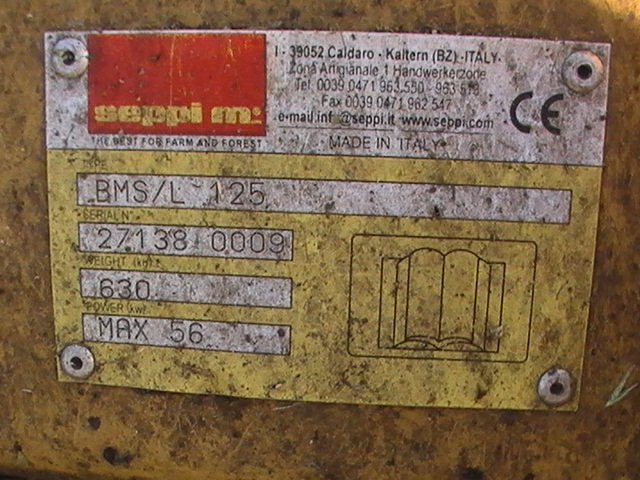 seppi m.
THE BEST FOR FARM AND FOREST
I - 39052 Caldaro - Kaltern (BZ) -ITALY-
Zona Artigianale 1 Handwerkerzone
Tel. 0039 0471 963 550 - 963
Fax 0039 0471 962 547
e-mail.inf @seppi.it www.seppi.com
MADE IN ITALY
CE
TYPE
BMS/L 125
SERIAL N°
27138 0009
WEIGHT (kg)
630
POWER (kW)
MAX 56